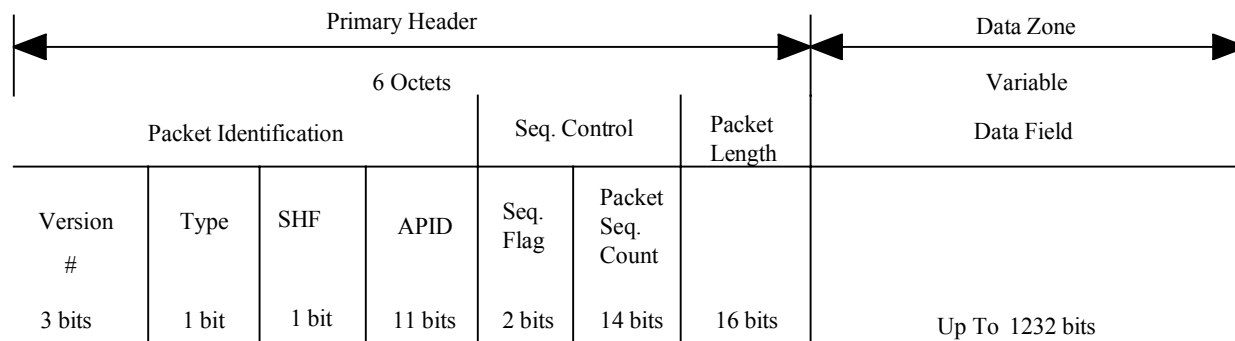 Primary Header
Data Zone
6 Octets
Variable
Packet Identification
Seq. Control
Packet
Length
Data Field
Version
#
Type
SHF
APID
Seq.
Flag
Packet
Seq.
Count
3 bits
1 bit
1 bit
11 bits
2 bits
14 bits
16 bits
Up To 1232 bits